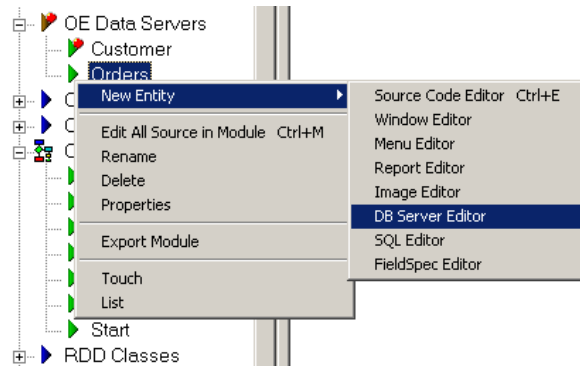 OE Data Servers
Customer
Orders
New Entity
Edit All Source in Module Ctrl+M
Rename
Delete
Properties
Export Module
Touch
List
Source Code Editor Ctrl+E
Window Editor
Menu Editor
Report Editor
Image Editor
DB Server Editor
SQL Editor
FieldSpec Editor
Start
RDD Classes